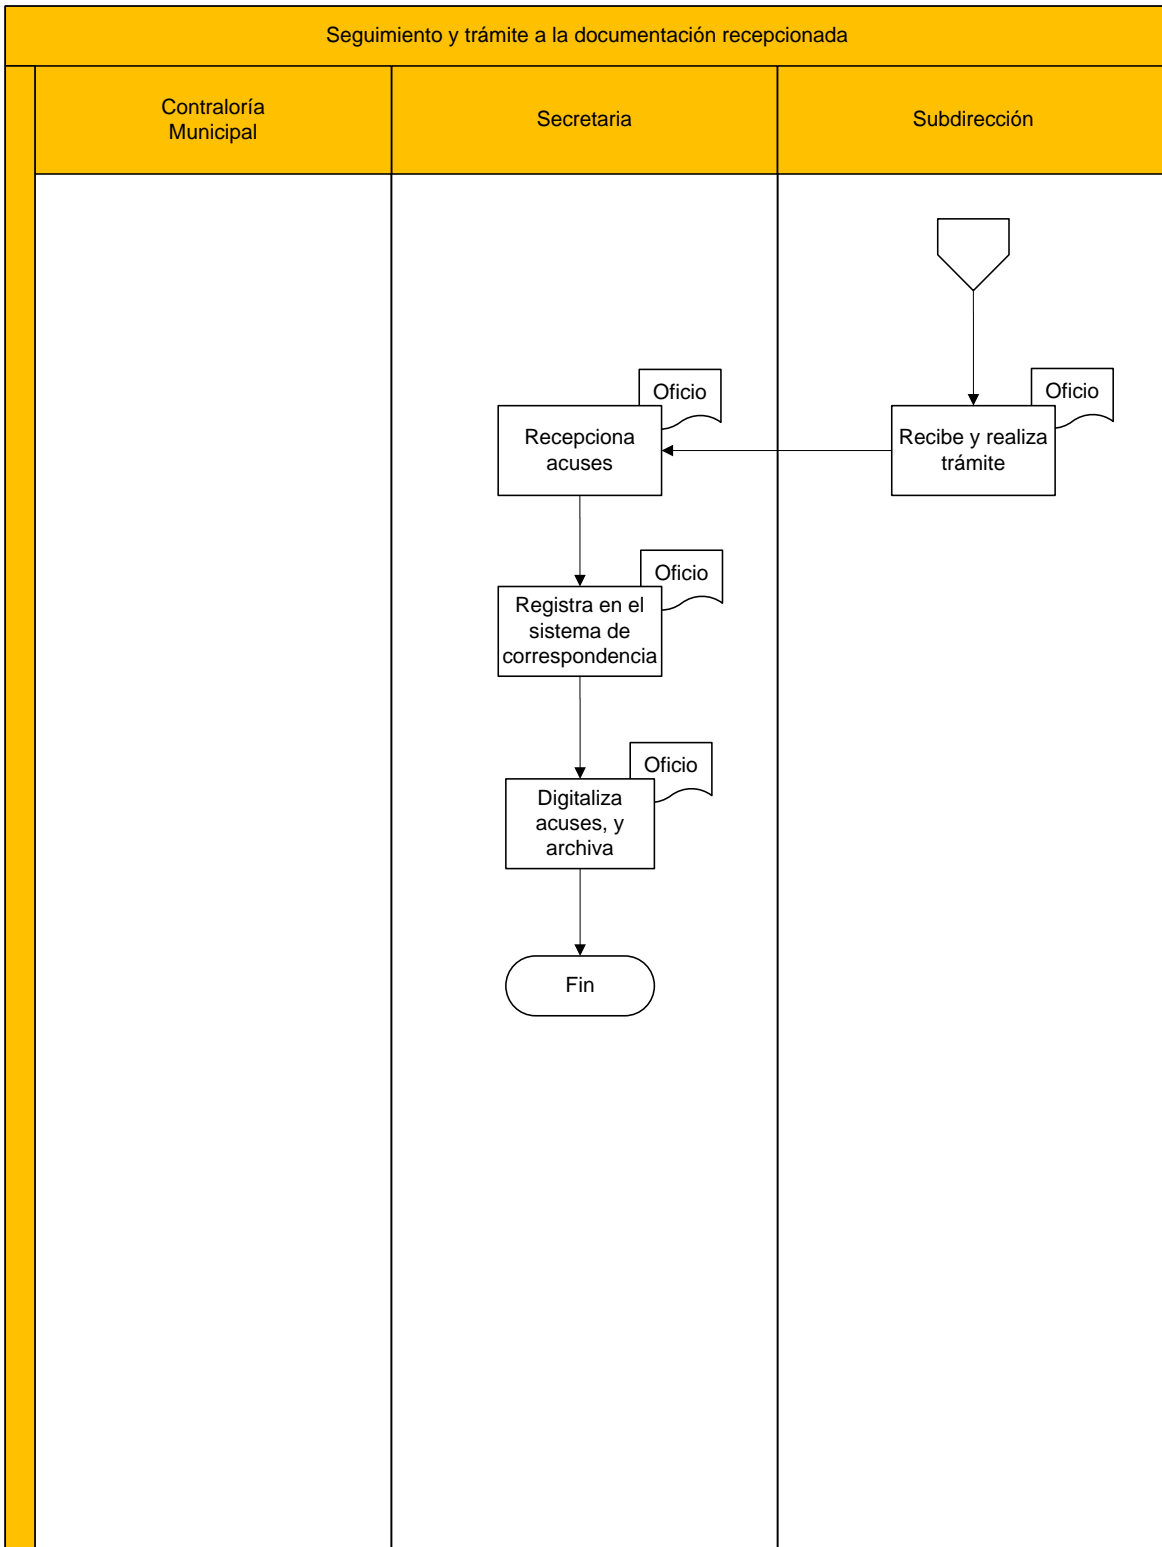 Seguimiento y trámite a la documentación recepcionada
Contraloría
Municipal
Secretaria
Subdirección
Oficio
Recibe y realiza
trámite
Oficio
Recepciona
acuses
Oficio
Registra en el
sistema de
correspondencia
Oficio
Digitaliza
acuses, y
archiva
Fin